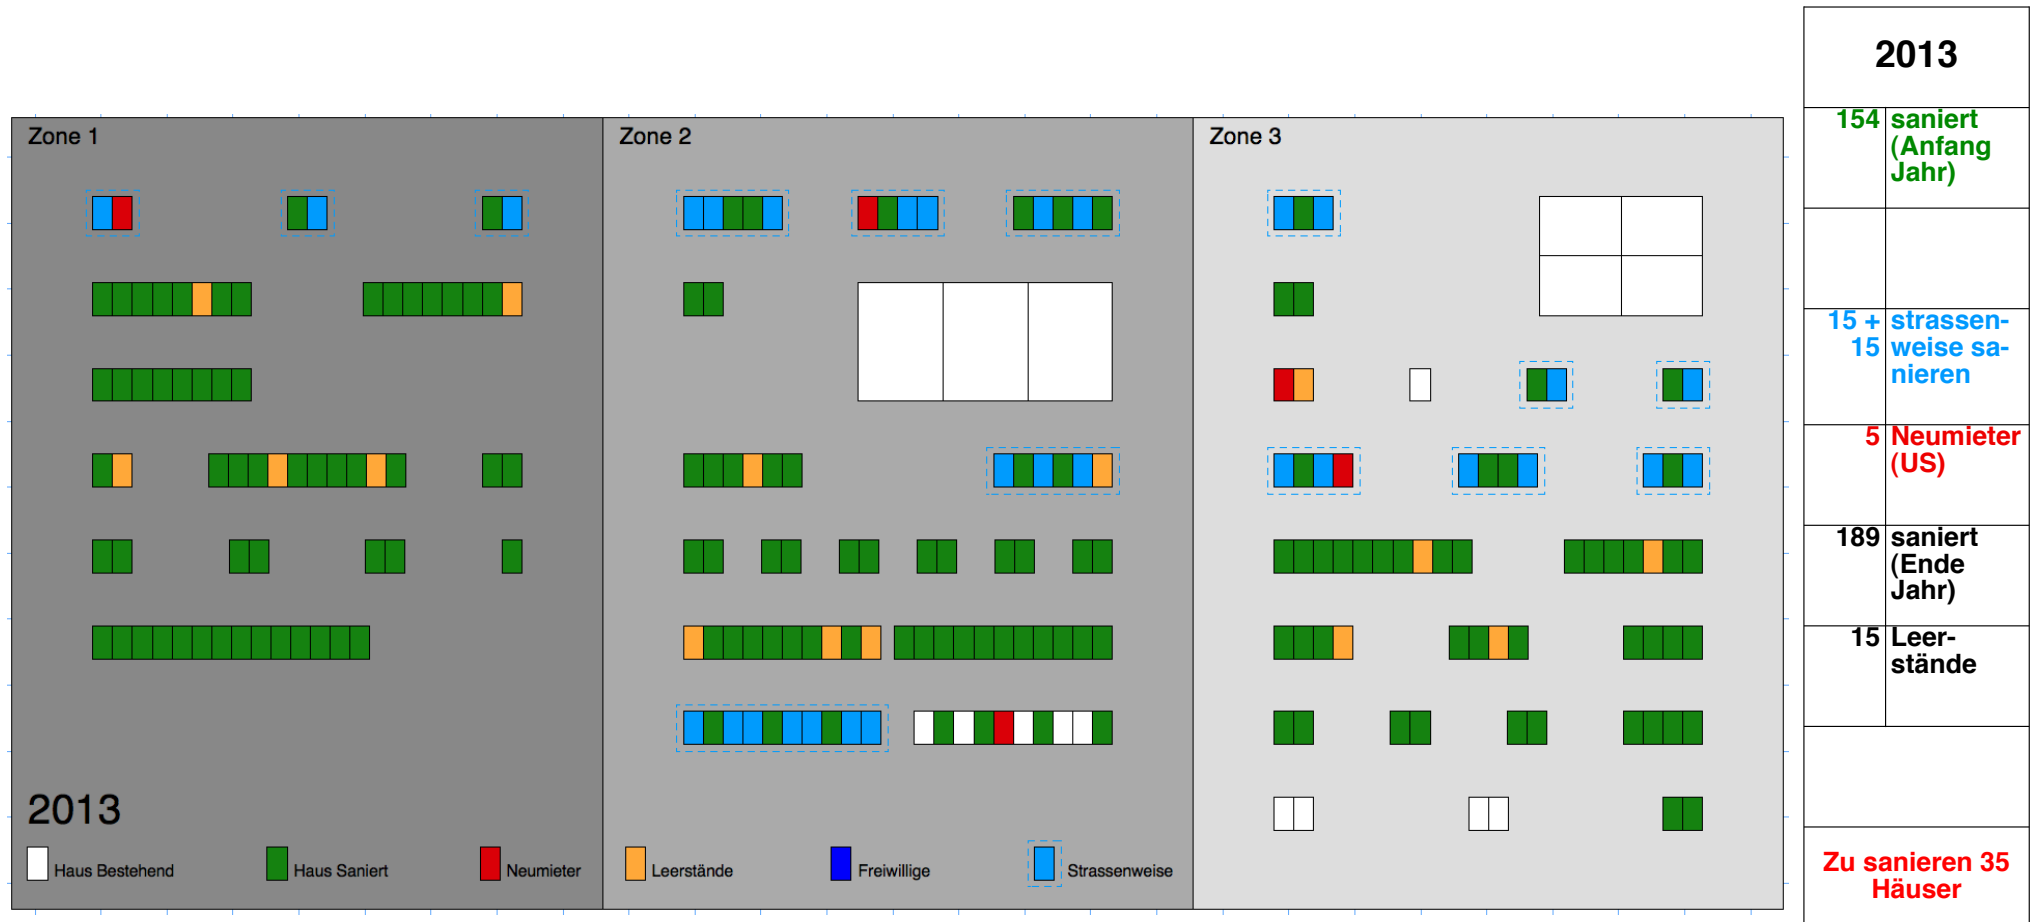 Zone 1
Zone 2
Zone 3
2013
Haus Bestehend
Haus Saniert
Neumieter
Leerstände
Freiwillige
Strassenweise
2013
154 saniert
(Anfang
Jahr)
15 + strassen-
15 weise sa-
nieren
5 Neumieter
(US)
189 saniert
(Ende
Jahr)
15 Leer-
stände
Zu sanieren 35
Häuser